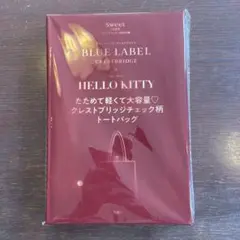 BLUE LABEL
CRESTBRIDGE
×
HELLO KITTY
たためて軽くて大容量♡
クレストブリッジチェック柄
トートバッグ